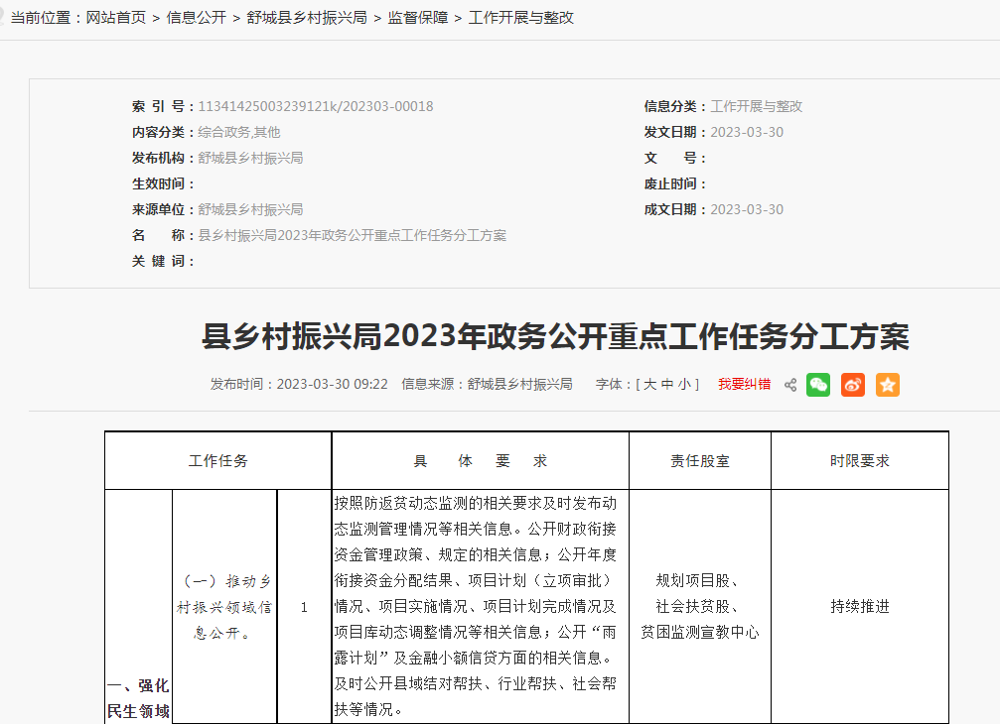 当前位置：网站首页 > 信息公开 > 舒城县乡村振兴局 > 监督保障 > 工作开展与整改
索 引 号：11341425003239121k/202303-00018
信息分类：工作开展与整改
内容分类：综合政务,其他
发文日期：2023-03-30
发布机构：舒城县乡村振兴局
文 号：
生效时间：
废止时间：
来源单位：舒城县乡村振兴局
成文日期：2023-03-30
名 称：县乡村振兴局2023年政务公开重点工作任务分工方案
关 键 词：
县乡村振兴局2023年政务公开重点工作任务分工方案
发布时间：2023-03-30 09:22 信息来源：舒城县乡村振兴局 字体：[ 大 中 小 ] 我要纠错
工作任务
具 体 要 求
责任股室
时限要求
一、强化
民生领域
（一）推动乡
村振兴领域信
息公开。
1
按照防返贫动态监测的相关要求及时发布动
态监测管理情况等相关信息。公开财政衔接
资金管理政策、规定的相关信息；公开年度
衔接资金分配结果、项目计划（立项审批）
情况、项目实施情况、项目计划完成情况及
项目库动态调整情况等相关信息；公开“雨
露计划”及金融小额信贷方面的相关信息。
及时公开县域结对帮扶、行业帮扶、社会帮
扶等情况。
规划项目股、
社会扶贫股、
贫困监测宣教中心
持续推进